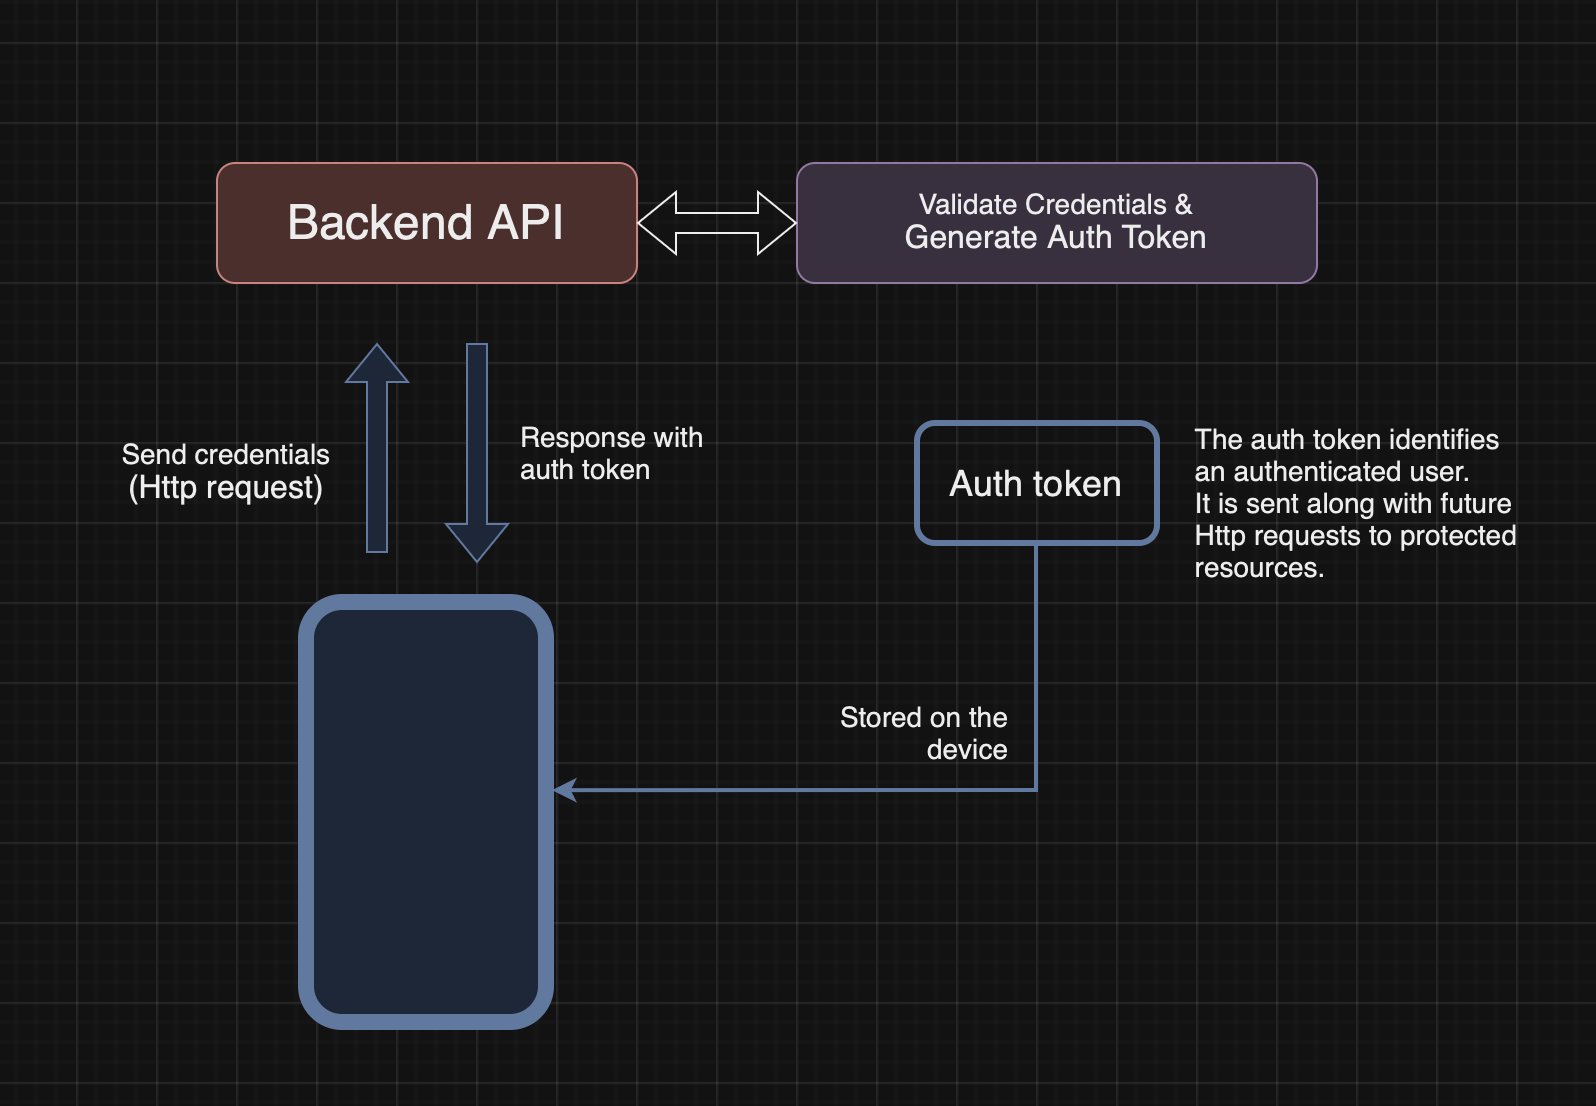 Backend API
Validate Credentials &
Generate Auth Token
Send credentials
(Http request)
Response with
auth token
Auth token
The auth token identifies
an authenticated user.
It is sent along with future
Http requests to protected
resources.
Stored on the
device